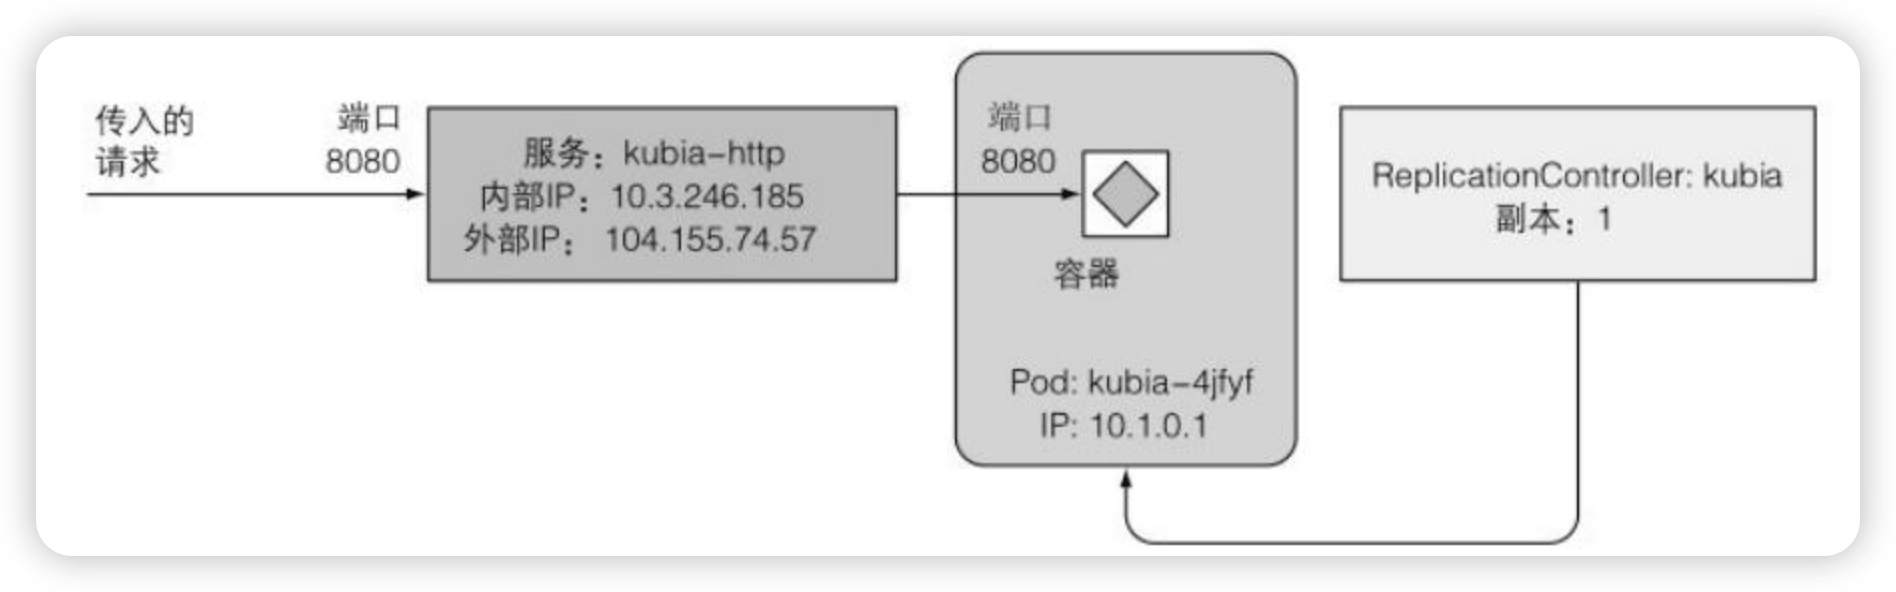 传入的
请求
端口
8080
服务：kubia-http
内部IP：10.3.246.185
外部IP： 104.155.74.57
端口
8080
容器
Pod: kubia-4jfyf
IP: 10.1.0.1
ReplicationController: kubia
副本：1